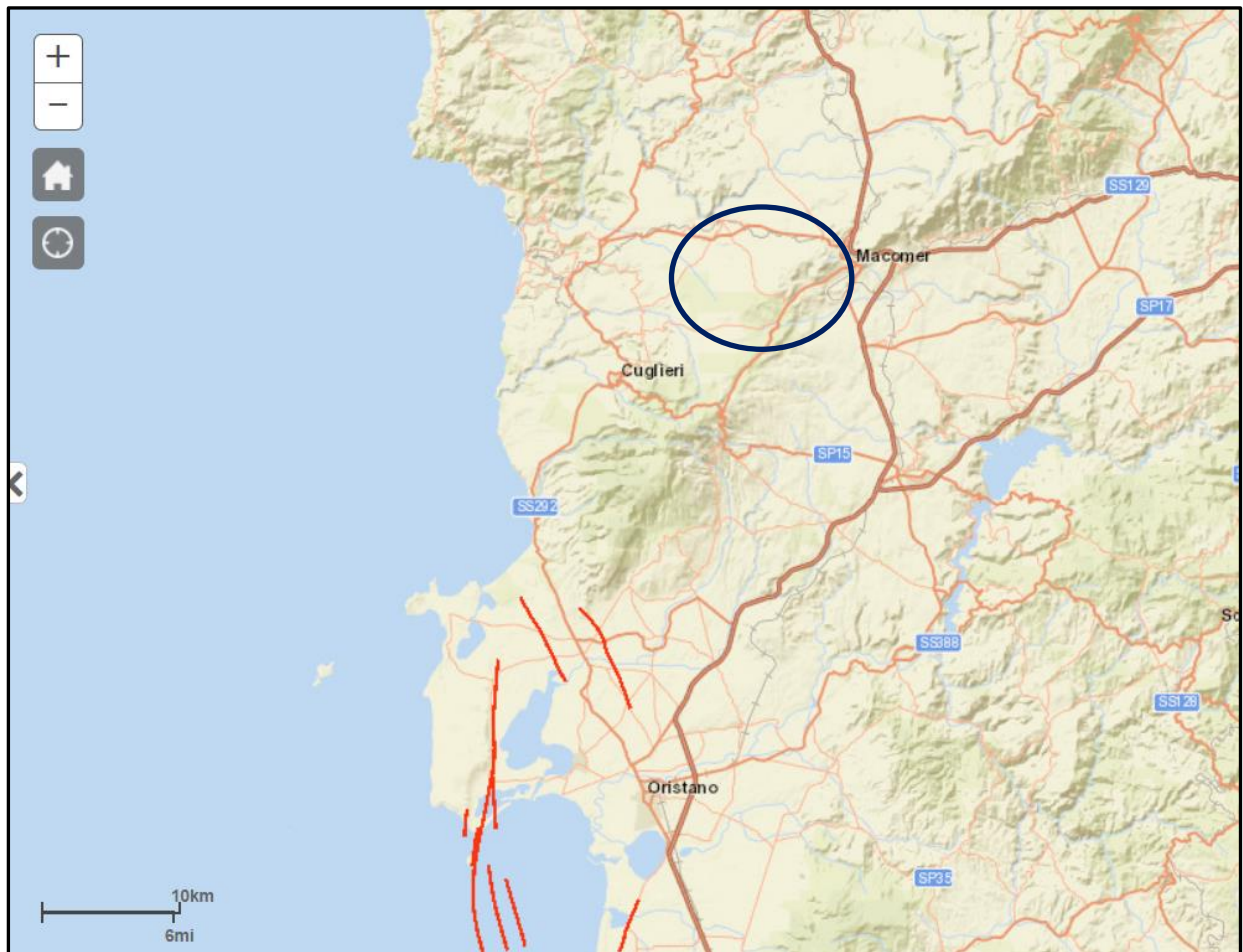 +
−
SS129
Macomer
SP17
Cuglieri
SP15
SS292
SS388
SS128
Oristano
SP35
10km
6mi